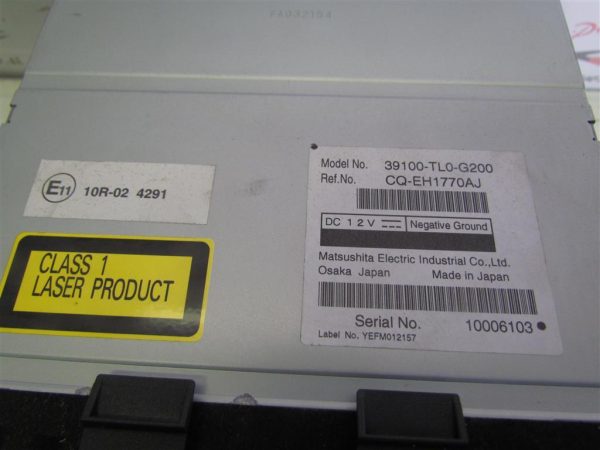 FA032154
E11 10R-02 4291
CLASS 1
LASER PRODUCT
Model No. 39100-TL0-G200
Ref.No. CQ-EH1770AJ
DC 12V Negative Ground
Matsushita Electric Industrial Co.,Ltd.
Osaka Japan Made in Japan
Serial No. 10006103
Label No. YEFM012157